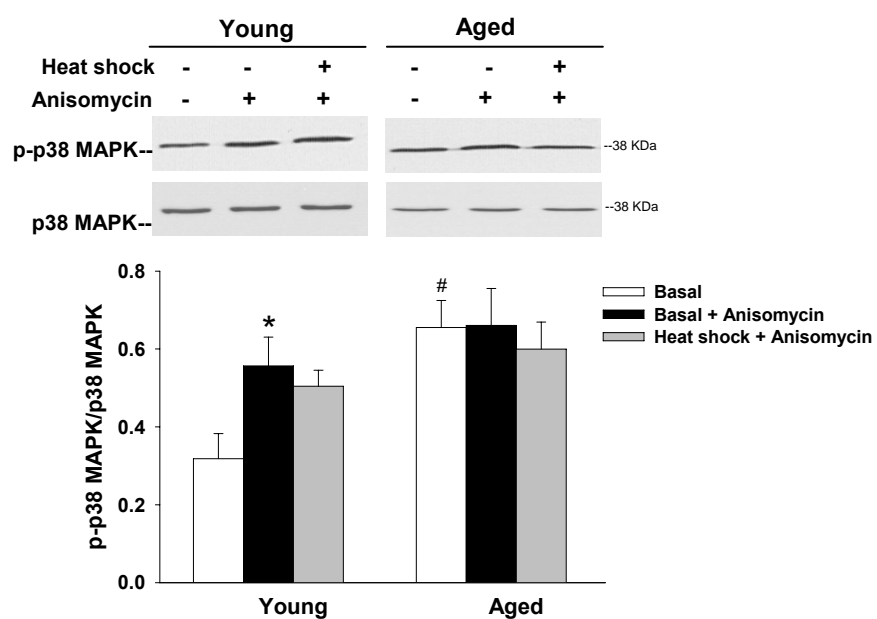 Young Aged
Heat shock - - + - - +
Anisomycin - + + - + +
p-p38 MAPK-- --38 KDa
p38 MAPK-- --38 KDa
p-p38 MAPK/p38 MAPK
0.8
0.6
0.4
0.2
0.0
*
#
Basal
Basal + Anisomycin
Heat shock + Anisomycin
Young Aged